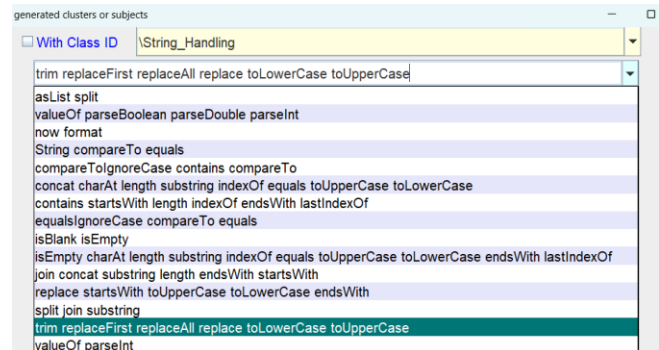 generated clusters or subjects
With Class ID
\String_Handling
trim replaceFirst replaceAll replace toLowerCase toUpperCase
asList split
valueOf parseBoolean parseDouble parseInt
now format
String compareTo equals
compareToIgnoreCase contains compareTo
concat charAt length substring indexOf equals toUpperCase toLowerCase
contains startsWith length indexOf endsWith lastIndexOf
equalsIgnoreCase compareTo equals
isBlank isEmpty
isEmpty charAt length substring indexOf equals toUpperCase toLowerCase endsWith lastIndexOf
join concat substring length endsWith startsWith
replace startsWith toUpperCase toLowerCase endsWith
split join substring
trim replaceFirst replaceAll replace toLowerCase toUpperCase
valueOf parseInt